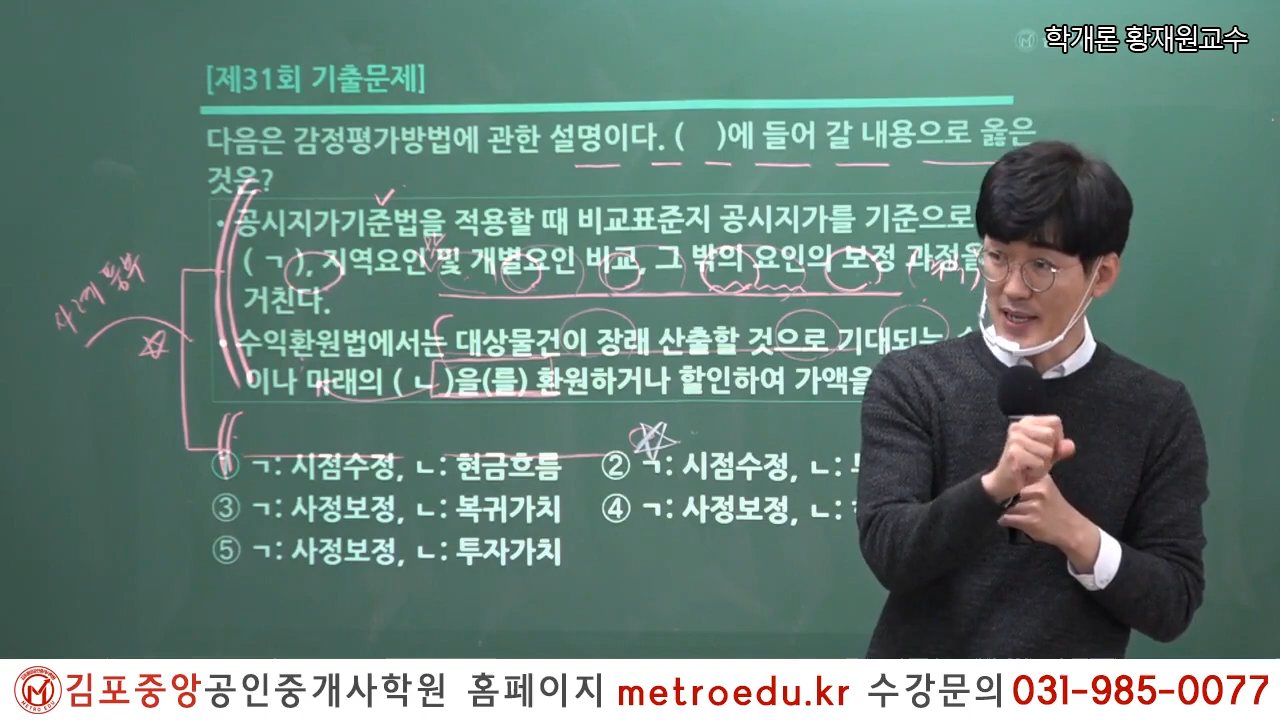 학개론 황재원교수
[제31회 기출문제]
다음은 감정평가방법에 관한 설명이다. ( )에 들어 갈 내용으로 옳은
것은?
• 공시지가기준법을 적용할 때 비교표준지 공시지가를 기준으로
( ㄱ ), 지역요인 및 개별요인 비교, 그 밖의 요인의 보정 과정을
거친다.
• 수익환원법에서는 대상물건이 장래 산출할 것으로 기대되는
이나 미래의 ( ㄴ )을(를) 환원하거나 할인하여 가액을
① ㄱ: 시점수정, ㄴ: 현금흐름 ② ㄱ: 시점수정, ㄴ:
③ ㄱ: 사정보정, ㄴ: 복귀가치 ④ ㄱ: 사정보정, ㄴ:
⑤ ㄱ: 사정보정, ㄴ: 투자가치
METRO EDU 김포중앙공인중개사학원 홈페이지 metroedu.kr 수강문의 031-985-0077